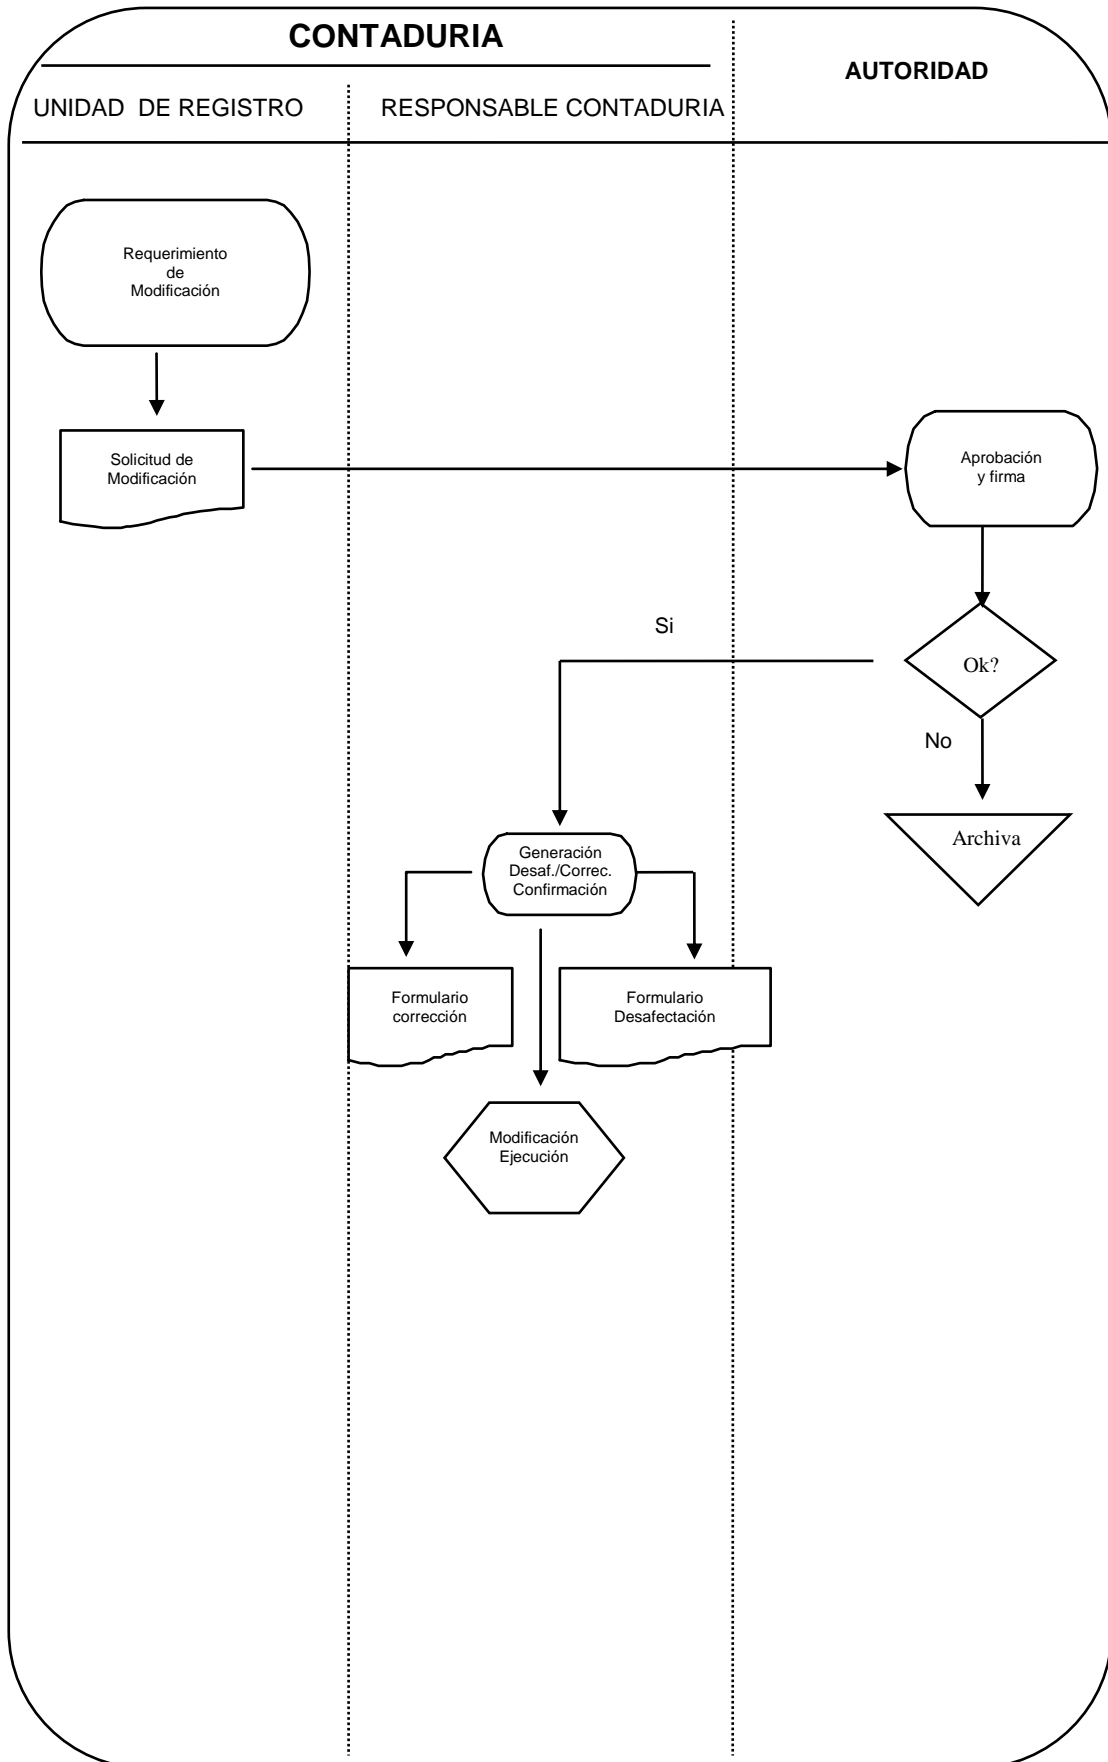 CONTADURIA
AUTORIDAD
UNIDAD DE REGISTRO
RESPONSABLE CONTADURIA
Requerimiento
de
Modificación
Solicitud de
Modificación
Aprobación
y firma
Si
Ok?
No
Archiva
Generación
Desaf./Correc.
Confirmación
Formulario
corrección
Formulario
Desafectación
Modificación
Ejecución